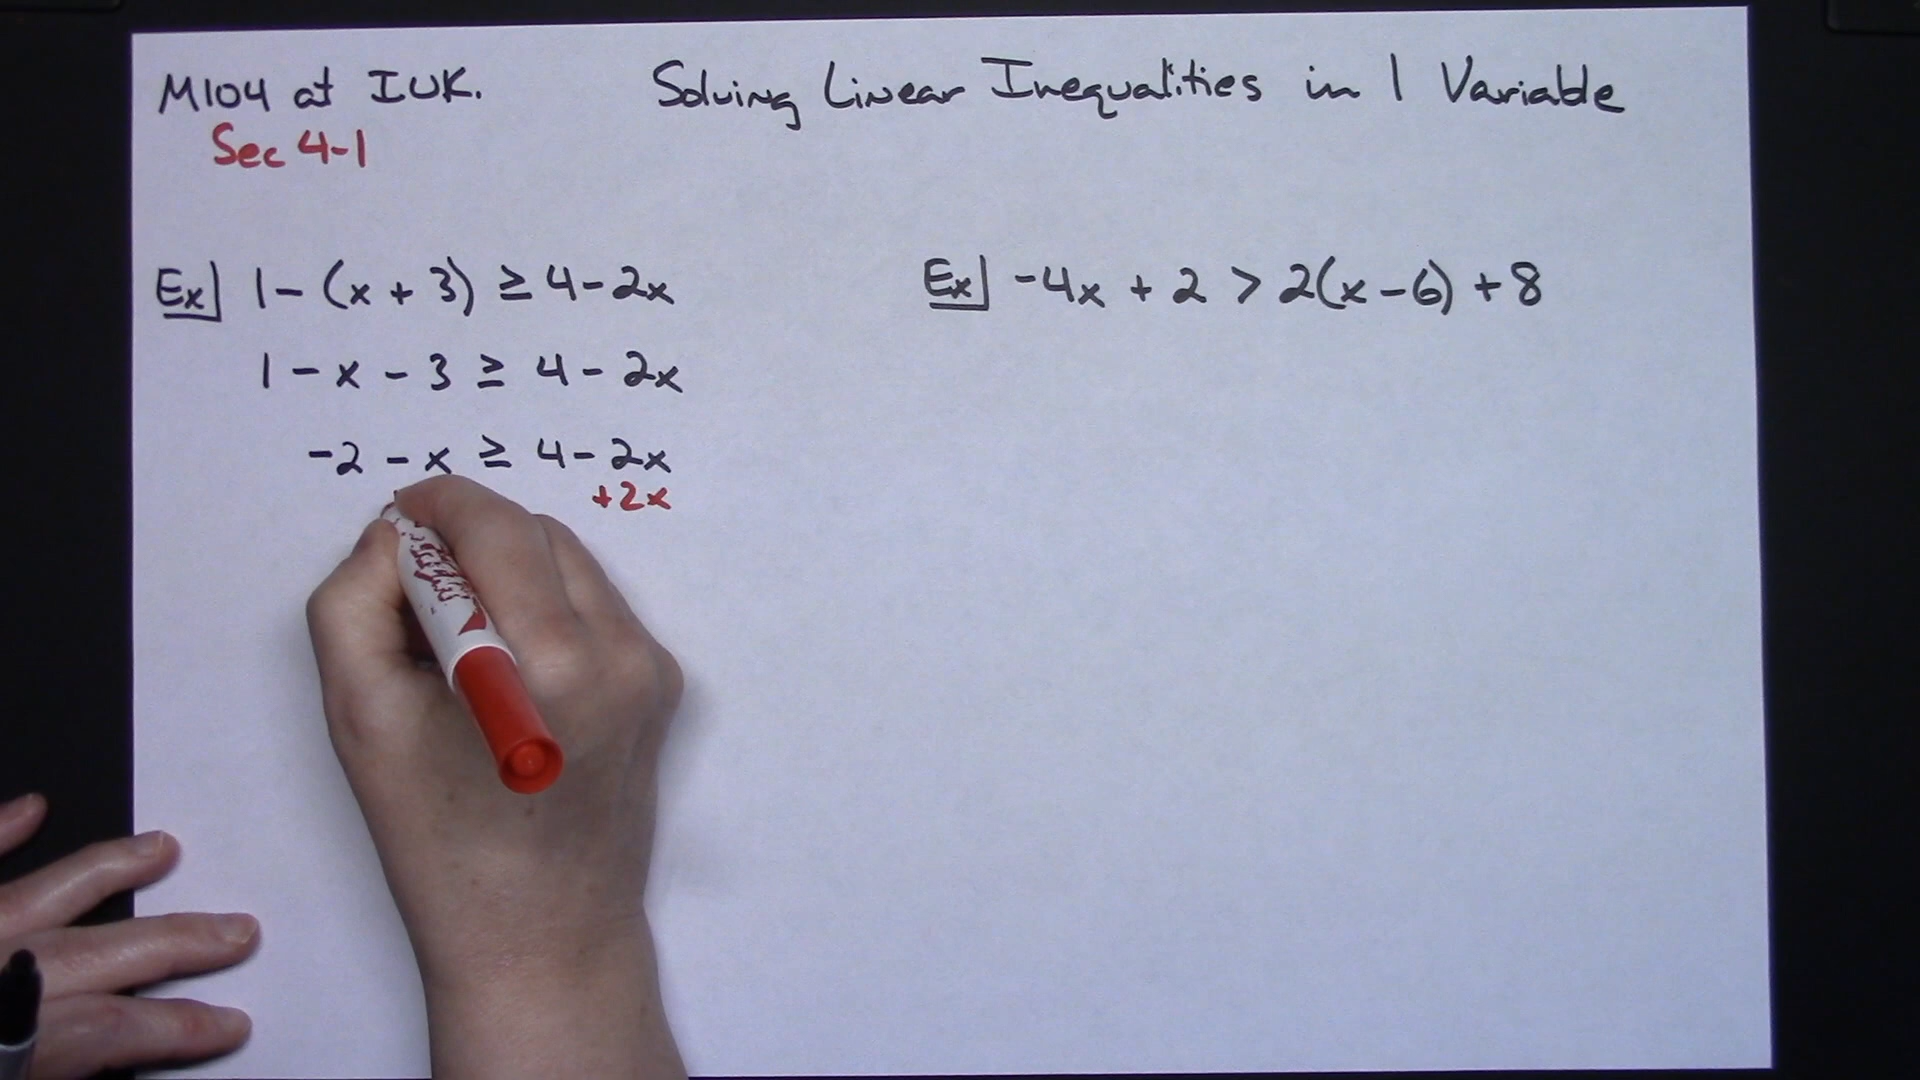 M104 at IUK. Solving Linear Inequalities in 1 Variable
Sec 4-1
Ex] 1 - (x + 3) ≥ 4 - 2x
1 - x - 3 ≥ 4 - 2x
-2 - x ≥ 4 - 2x
+2x
Ex] -4x + 2 > 2(x - 6) + 8